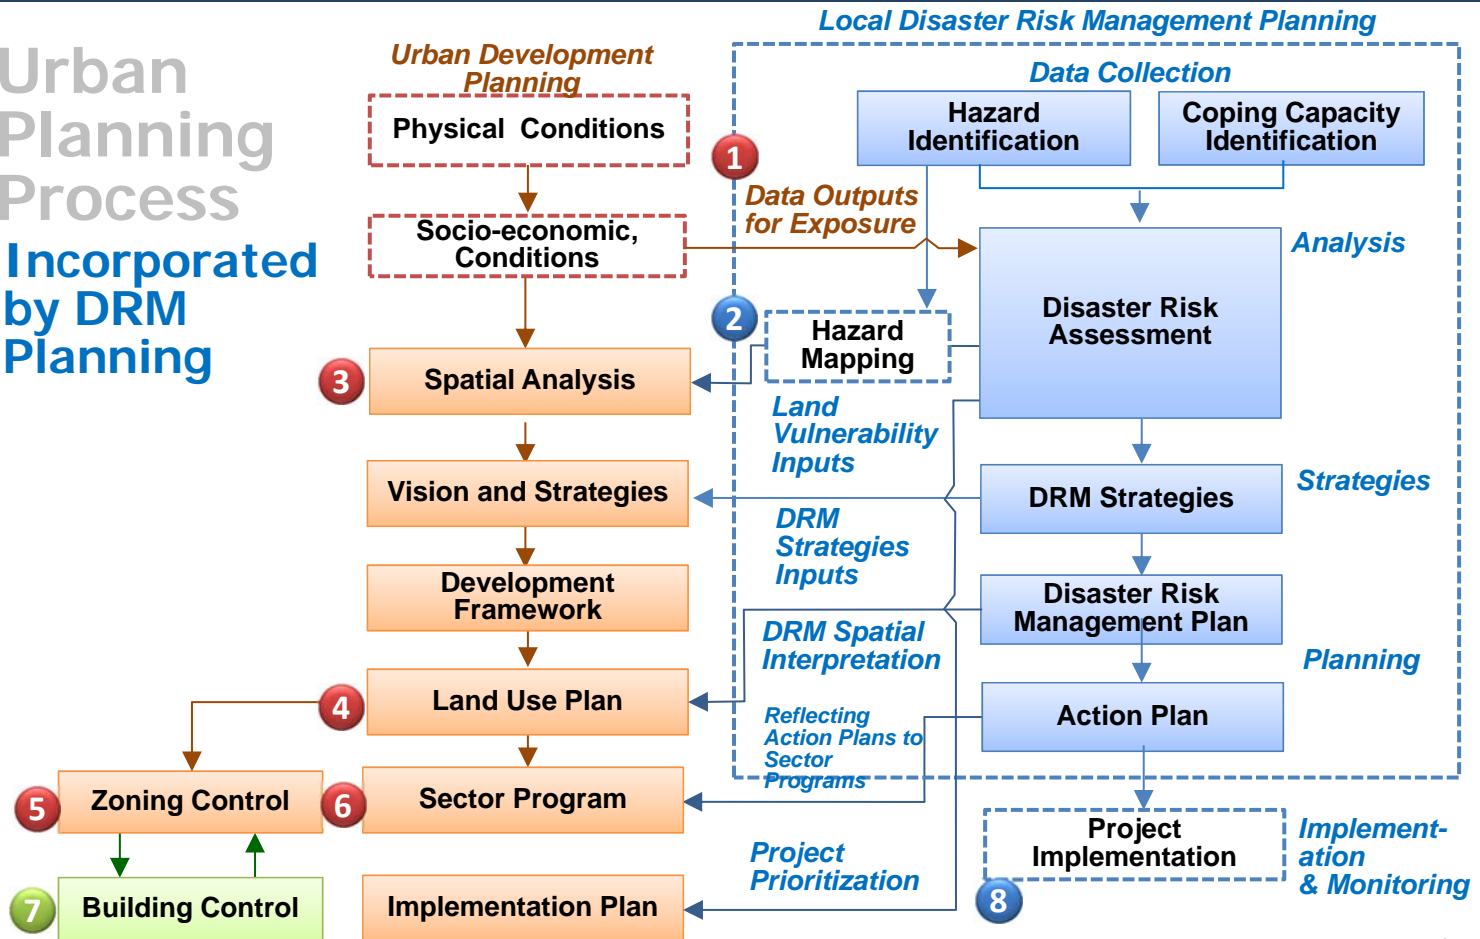 Urban
Planning
Process
Incorporated
by DRM
Planning
Urban Development
Planning
Physical Conditions
Socio-economic,
Conditions
3
Spatial Analysis
Vision and Strategies
Development
Framework
4
Land Use Plan
5
Zoning Control
6
Sector Program
7
Building Control
Implementation Plan
Local Disaster Risk Management Planning
Data Collection
1
Hazard
Identification
Coping Capacity
Identification
Data Outputs
for Exposure
Analysis
2
Hazard
Mapping
Disaster Risk
Assessment
Land
Vulnerability
Inputs
DRM Strategies
Strategies
DRM
Strategies
Inputs
Disaster Risk
Management Plan
DRM Spatial
Interpretation
Planning
Action Plan
Reflecting
Action Plans to
Sector
Programs
Project
Implementation
8
Implement-
ation
& Monitoring
Project
Prioritization